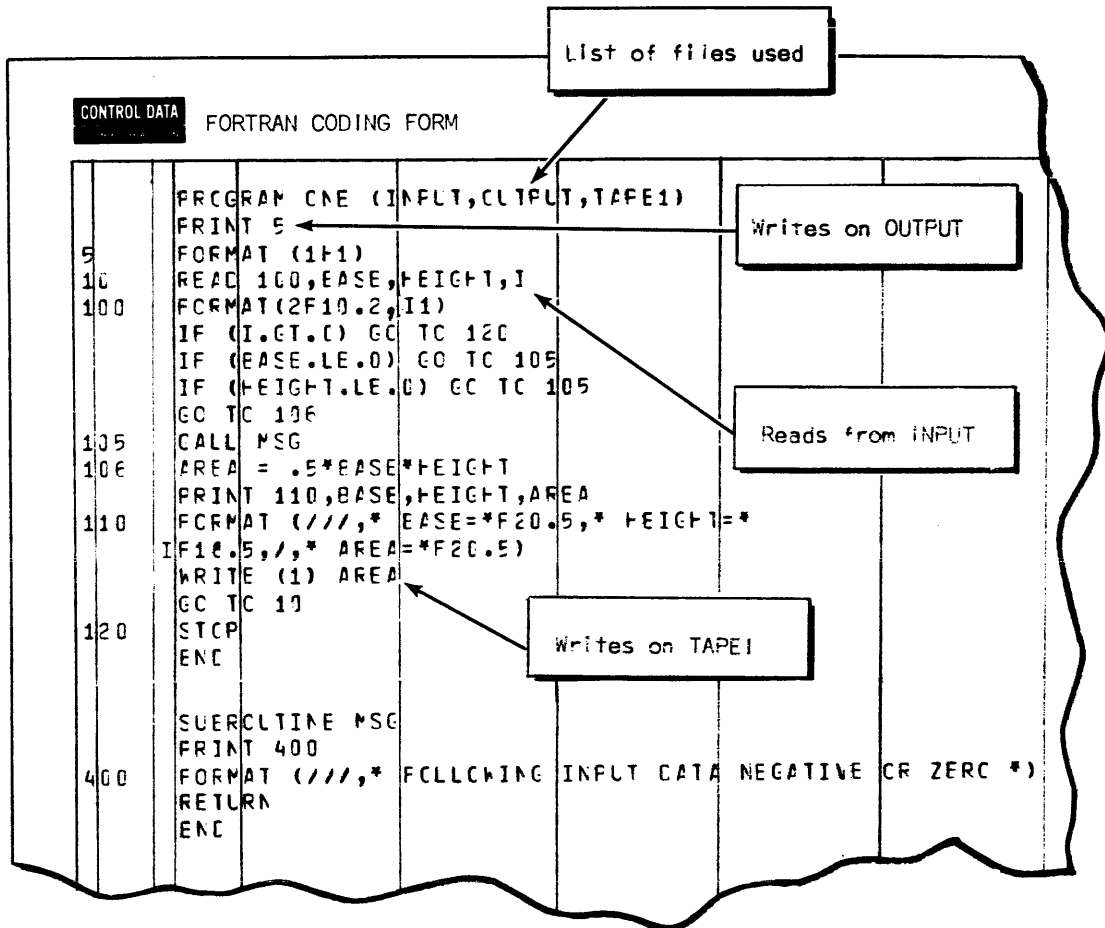 List of files used
CONTROL DATA
FORTRAN CODING FORM
PROGRAM ONE (INPUT,OUTPUT,TAPE1)
PRINT 5
Writes on OUTPUT
5 FORMAT (1H1)
10 READ 100,BASE,HEIGHT,I
100 FORMAT(2F10.2,I1)
IF (I.GT.0) GO TO 120
IF (BASE.LE.0) GO TO 105
IF (HEIGHT.LE.0) GO TO 105
GO TO 106
Reads from INPUT
105 CALL MSG
106 AREA = .5*BASE*HEIGHT
PRINT 110,BASE,HEIGHT,AREA
110 FORMAT (///,* BASE=*F20.5,* HEIGHT=*
/,* AREA=*F20.5)
WRITE (1) AREA
GO TO 10
120 STOP
Writes on TAPE1
END
SUBROUTINE MSG
PRINT 400
400 FORMAT (///,* FOLLOWING INPUT DATA NEGATIVE OR ZERO *)
RETURN
END